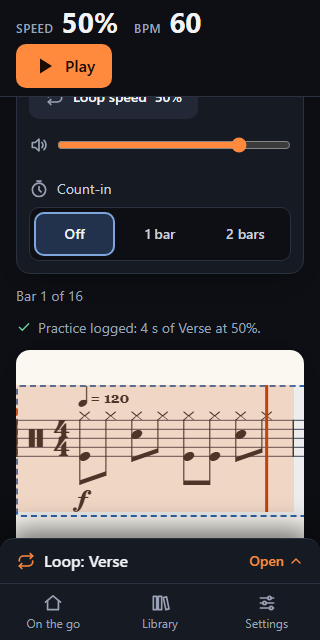 SPEED 50% BPM 60
Play
Loop speed 50%
Count-in
Off 1 bar 2 bars
Bar 1 of 16
Practice logged: 4 s of Verse at 50%.
♩ = 120
4
4
f
Loop: Verse Open
On the go Library Settings